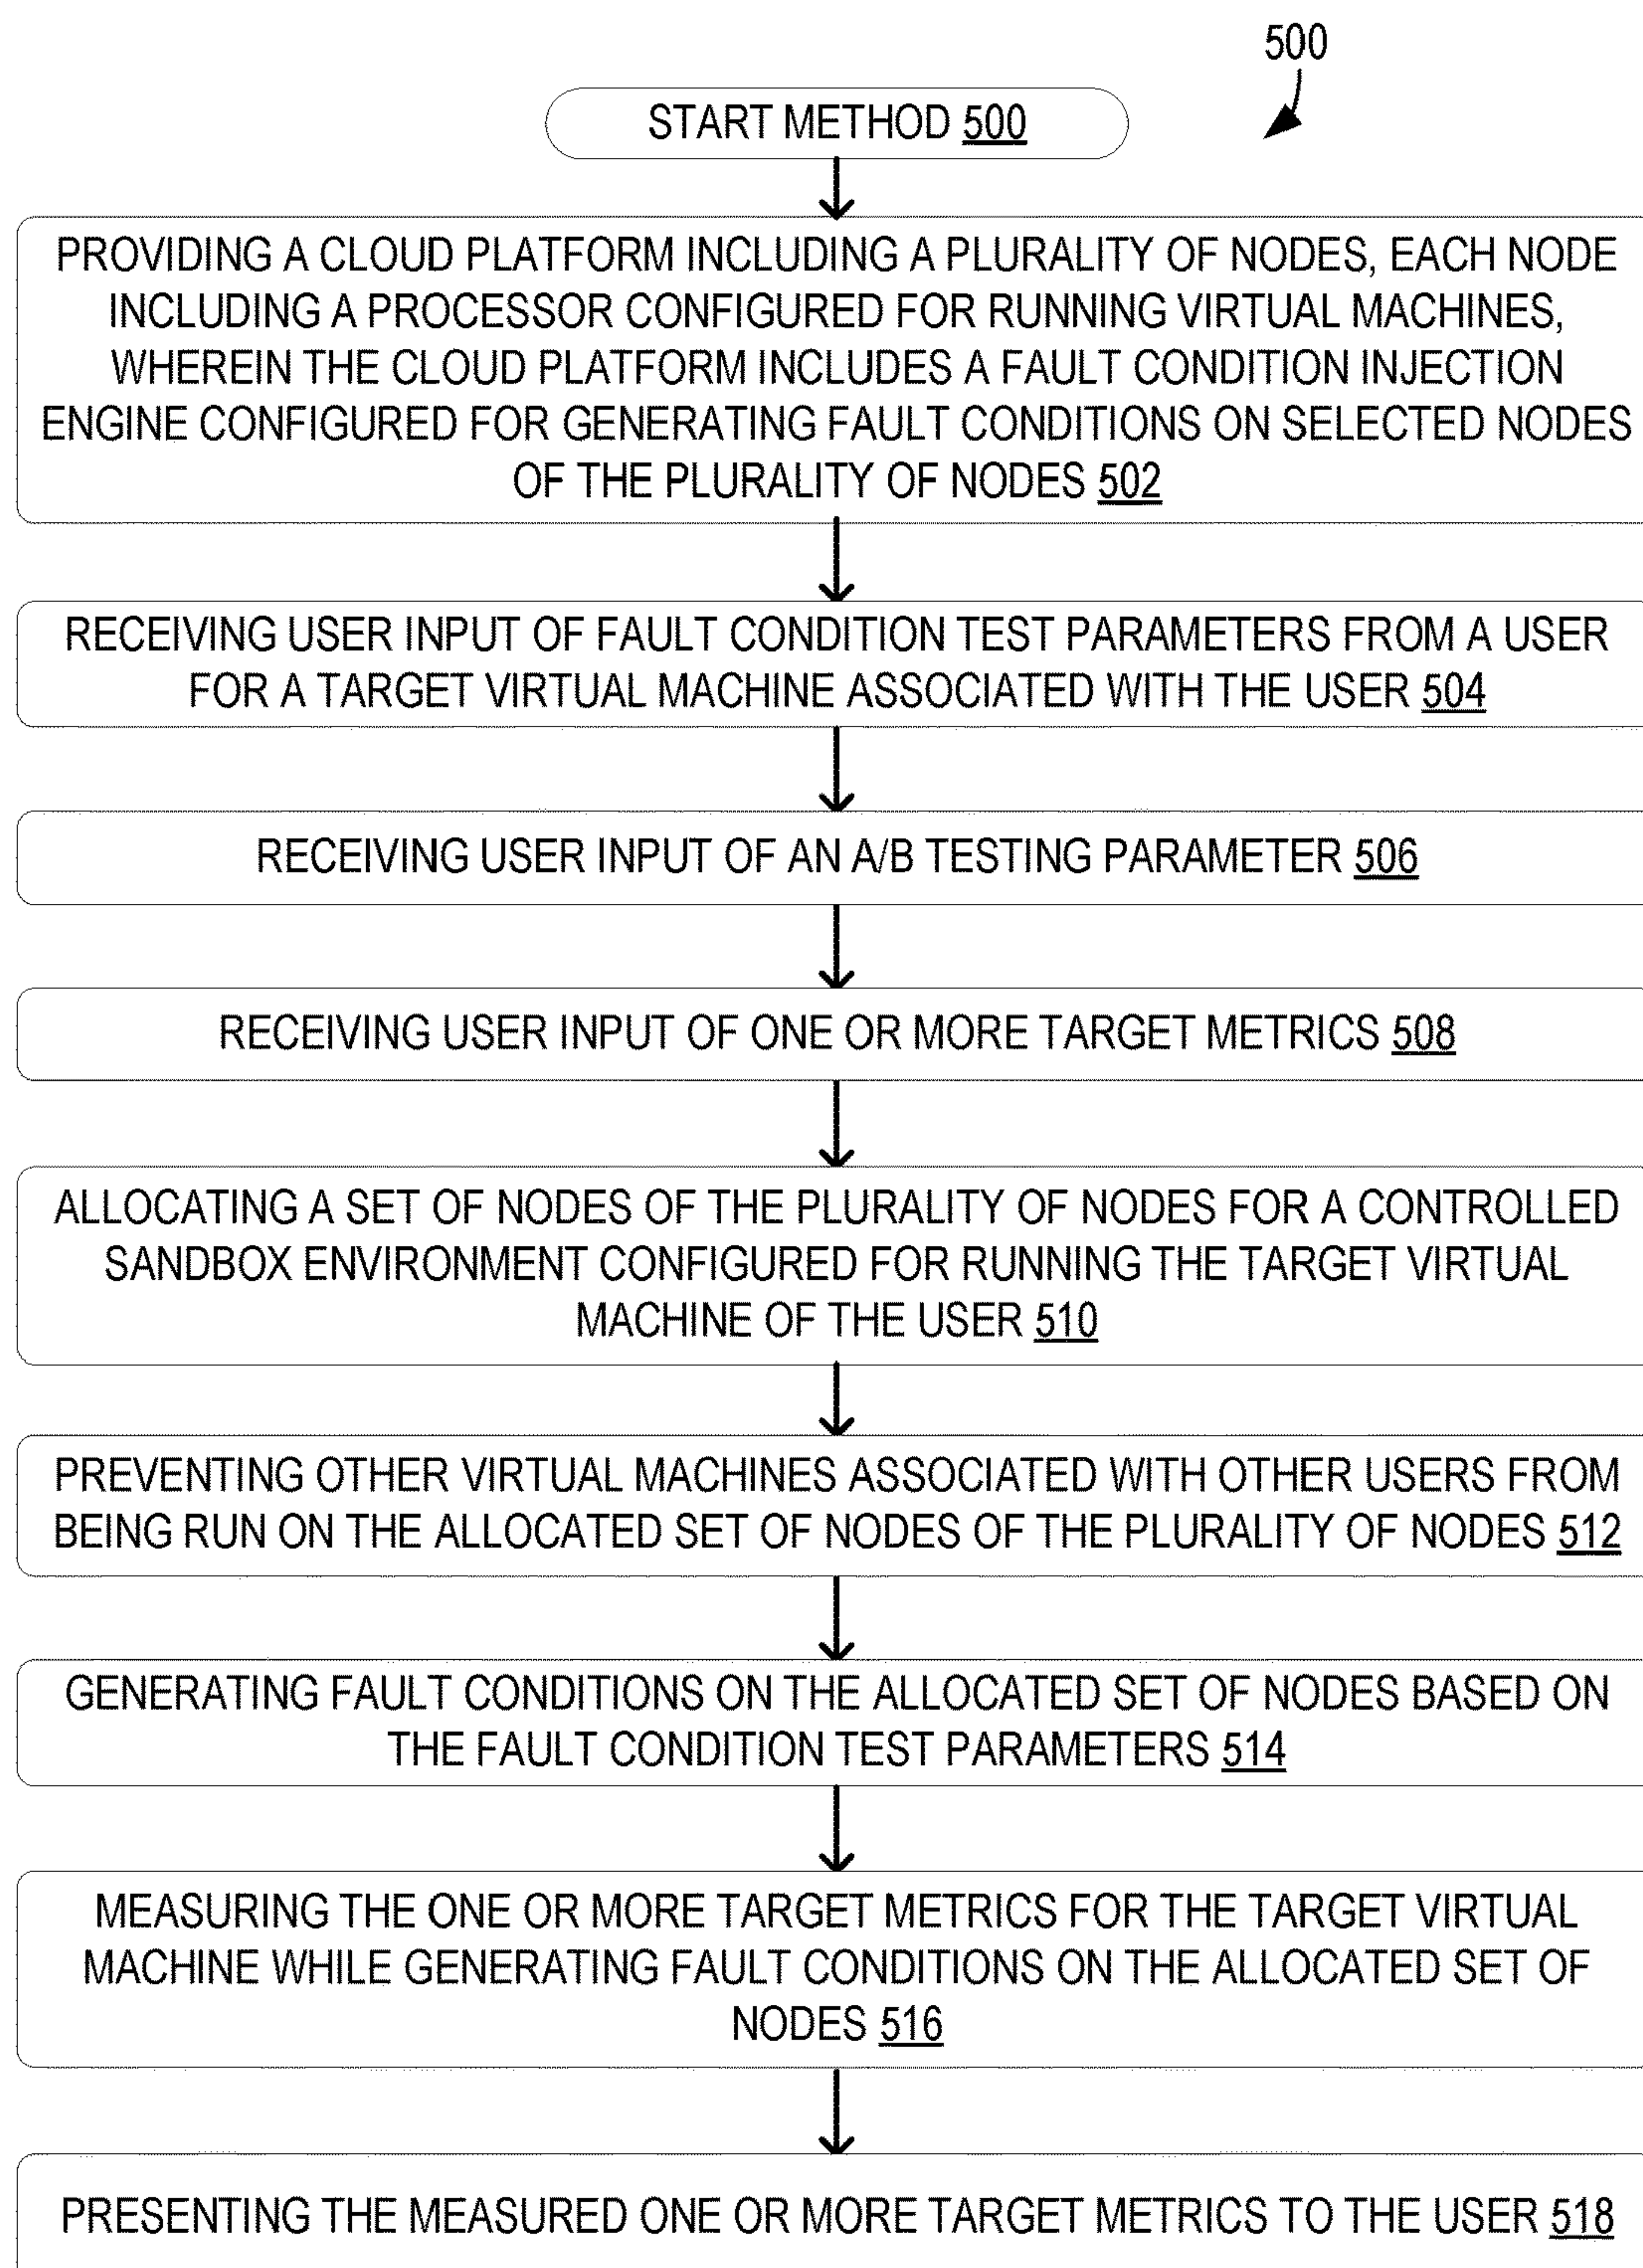 500
START METHOD 500
PROVIDING A CLOUD PLATFORM INCLUDING A PLURALITY OF NODES, EACH NODE
INCLUDING A PROCESSOR CONFIGURED FOR RUNNING VIRTUAL MACHINES,
WHEREIN THE CLOUD PLATFORM INCLUDES A FAULT CONDITION INJECTION
ENGINE CONFIGURED FOR GENERATING FAULT CONDITIONS ON SELECTED NODES
OF THE PLURALITY OF NODES 502
RECEIVING USER INPUT OF FAULT CONDITION TEST PARAMETERS FROM A USER
FOR A TARGET VIRTUAL MACHINE ASSOCIATED WITH THE USER 504
RECEIVING USER INPUT OF AN A/B TESTING PARAMETER 506
RECEIVING USER INPUT OF ONE OR MORE TARGET METRICS 508
ALLOCATING A SET OF NODES OF THE PLURALITY OF NODES FOR A CONTROLLED
SANDBOX ENVIRONMENT CONFIGURED FOR RUNNING THE TARGET VIRTUAL
MACHINE OF THE USER 510
PREVENTING OTHER VIRTUAL MACHINES ASSOCIATED WITH OTHER USERS FROM
BEING RUN ON THE ALLOCATED SET OF NODES OF THE PLURALITY OF NODES 512
GENERATING FAULT CONDITIONS ON THE ALLOCATED SET OF NODES BASED ON
THE FAULT CONDITION TEST PARAMETERS 514
MEASURING THE ONE OR MORE TARGET METRICS FOR THE TARGET VIRTUAL
MACHINE WHILE GENERATING FAULT CONDITIONS ON THE ALLOCATED SET OF
NODES 516
PRESENTING THE MEASURED ONE OR MORE TARGET METRICS TO THE USER 518